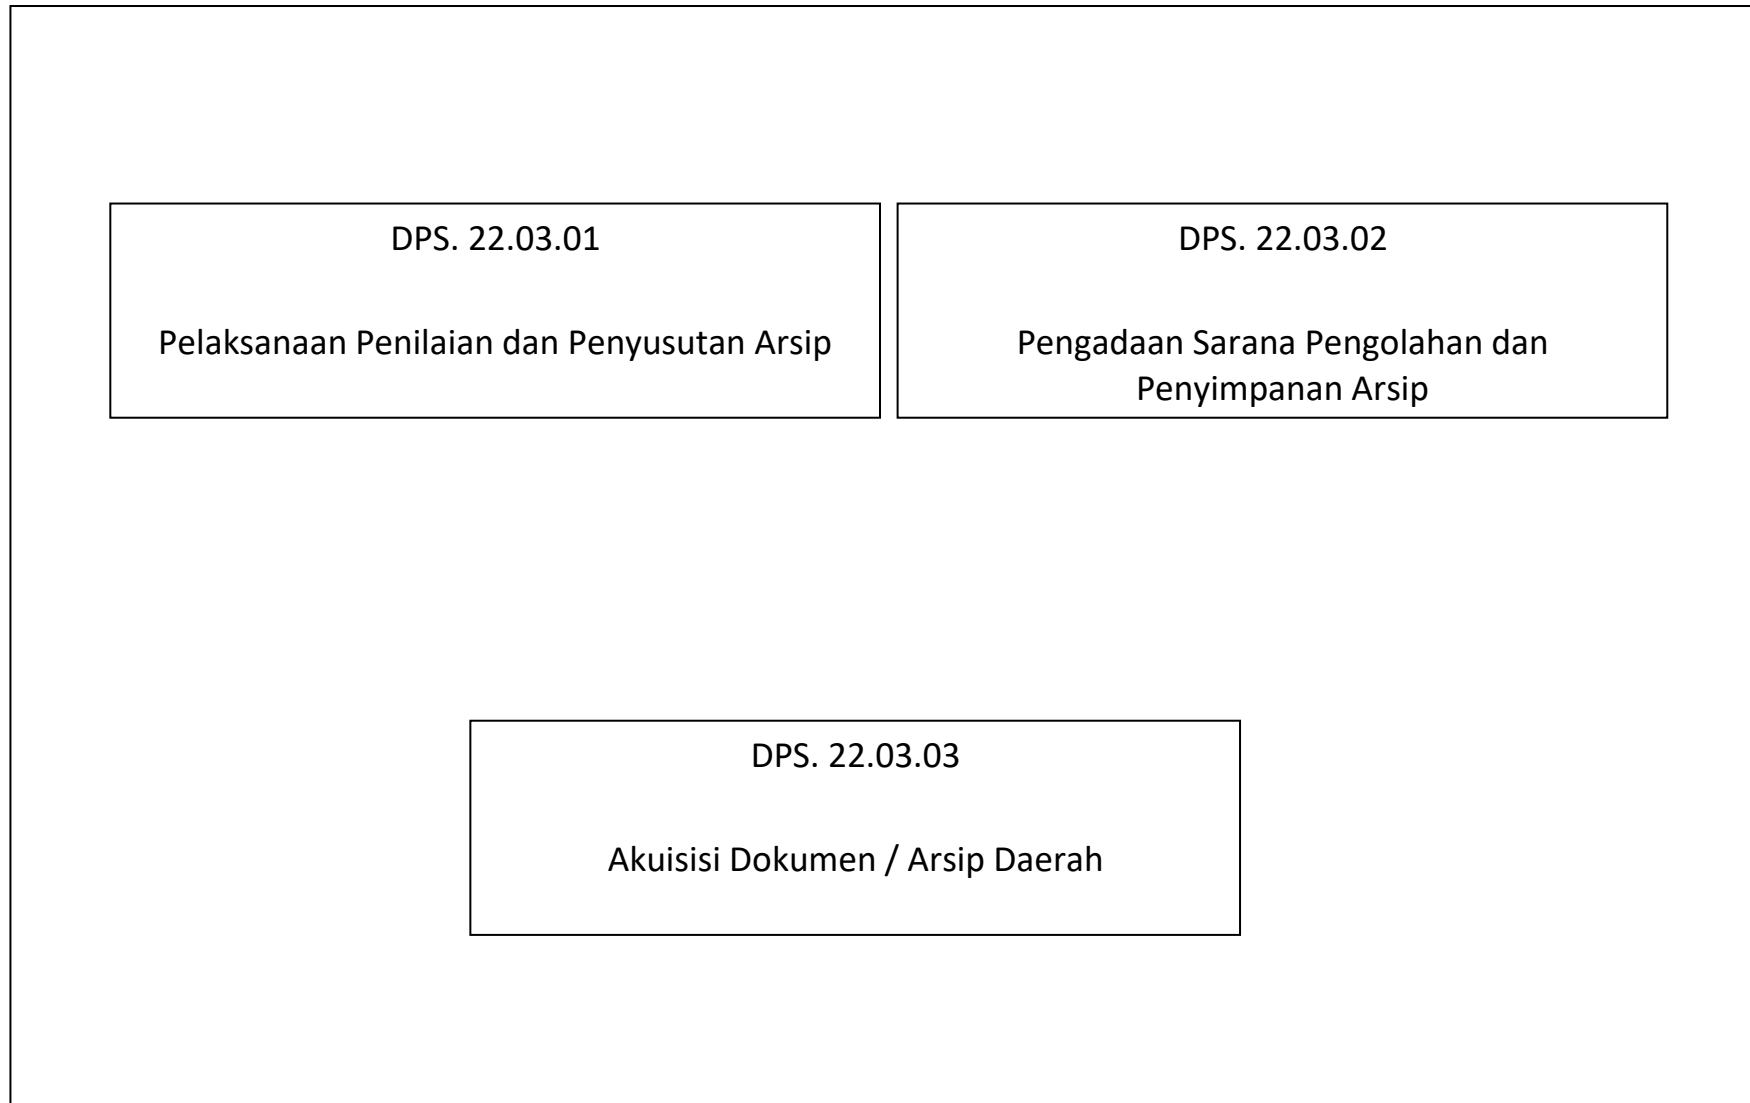 DPS. 22.03.01
Pelaksanaan Penilaian dan Penyusutan Arsip
DPS. 22.03.02
Pengadaan Sarana Pengolahan dan
Penyimpanan Arsip
DPS. 22.03.03
Akuisisi Dokumen / Arsip Daerah